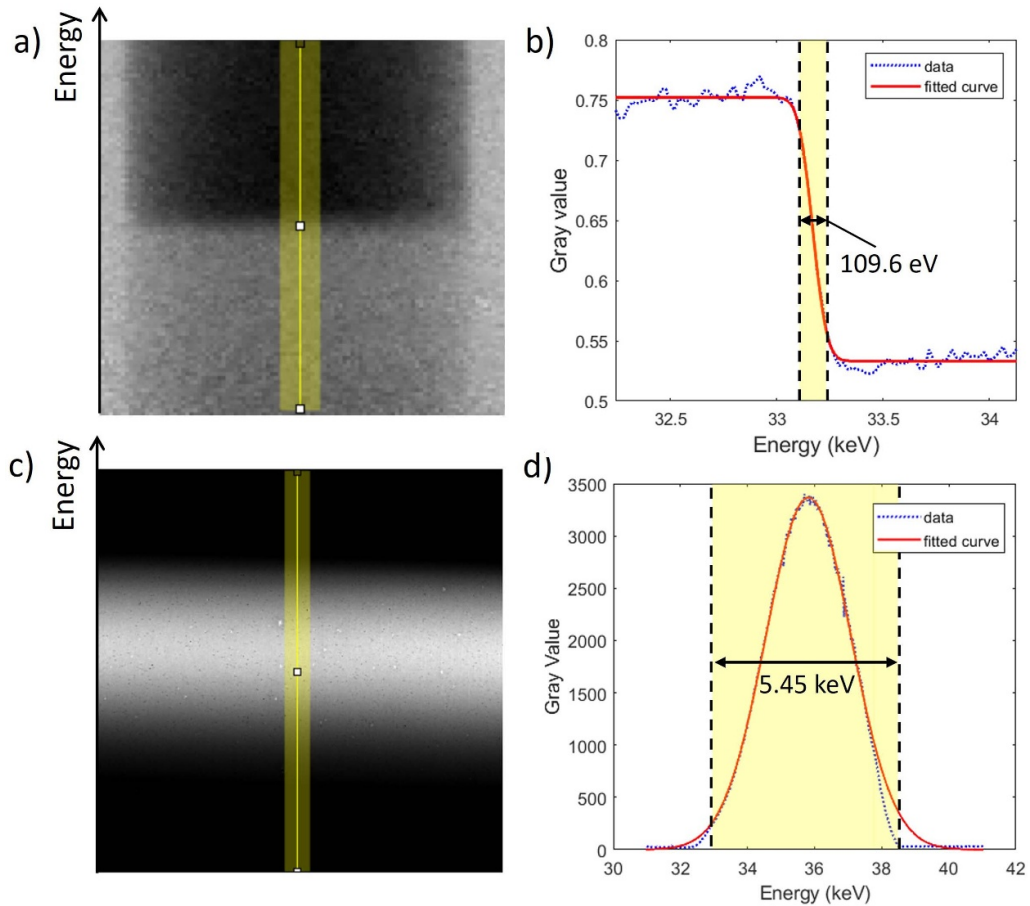 a)
Energy
b)
0.8
0.75
0.7
0.65
0.6
0.55
0.5
Gray value
data
fitted curve
109.6 eV
32.5
33
33.5
34
Energy (keV)
c)
Energy
d)
3500
3000
2500
2000
1500
1000
500
0
Gray Value
data
fitted curve
5.45 keV
30
32
34
36
38
40
42
Energy (keV)